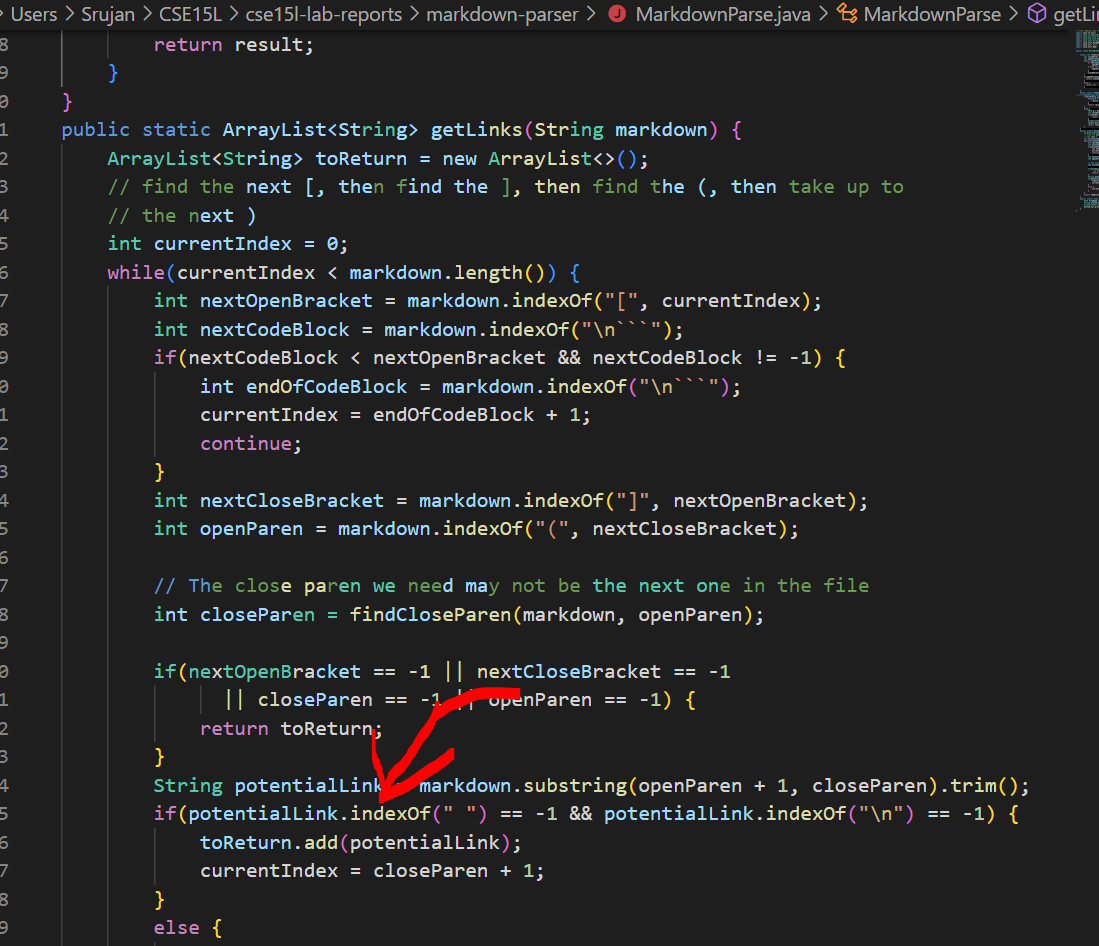 Users > Srujan > CSE15L > cse15l-lab-reports > markdown-parser > J MarkdownParse.java > MarkdownParse >
8 return result;
9 }
0 }
1 public static ArrayList<String> getLinks(String markdown) {
2 ArrayList<String> toReturn = new ArrayList<>();
3 // find the next [, then find the ], then find the (, then take up to
4 // the next )
5 int currentIndex = 0;
6 while(currentIndex < markdown.length()) {
7 int nextOpenBracket = markdown.indexOf("[", currentIndex);
8 int nextCodeBlock = markdown.indexOf("\n```");
9 if(nextCodeBlock < nextOpenBracket && nextCodeBlock != -1) {
0 int endOfCodeBlock = markdown.indexOf("\n```");
1 currentIndex = endOfCodeBlock + 1;
2 continue;
3 }
4 int nextCloseBracket = markdown.indexOf("]", nextOpenBracket);
5 int openParen = markdown.indexOf("(", nextCloseBracket);
6
7 // The close paren we need may not be the next one in the file
8 int closeParen = findCloseParen(markdown, openParen);
9
0 if(nextOpenBracket == -1 || nextCloseBracket == -1
1 || closeParen == -1 || openParen == -1) {
2 return toReturn;
3 }
4 String potentialLink = markdown.substring(openParen + 1, closeParen).trim();
5 if(potentialLink.indexOf(" ") == -1 && potentialLink.indexOf("\n") == -1) {
6 toReturn.add(potentialLink);
7 currentIndex = closeParen + 1;
8 }
9 else {